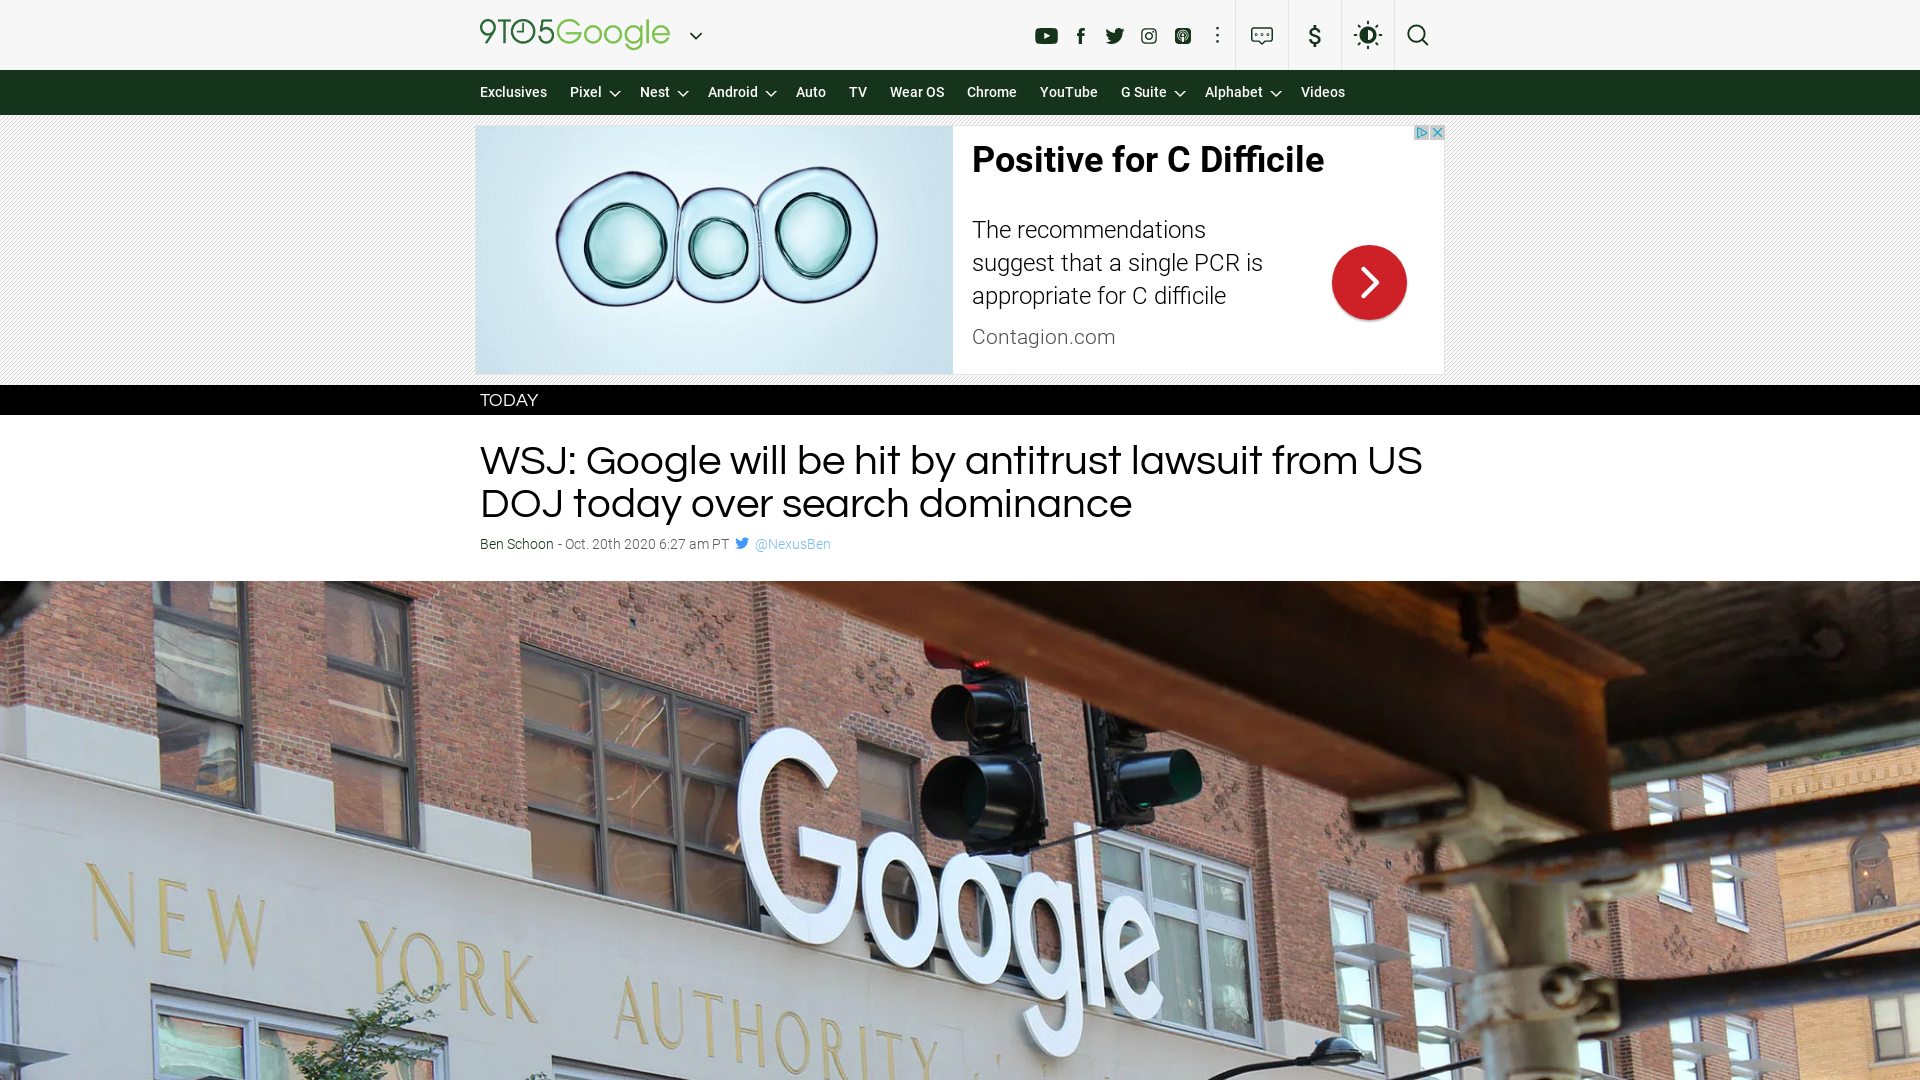 9TO5Google
Exclusives Pixel Nest Android Auto TV Wear OS Chrome YouTube G Suite Alphabet Videos
Positive for C Difficile
The recommendations
suggest that a single PCR is
appropriate for C difficile
Contagion.com
TODAY
WSJ: Google will be hit by antitrust lawsuit from US
DOJ today over search dominance
Ben Schoon - Oct. 20th 2020 6:27 am PT @NexusBen
Google
NEW YORK AUTHORITY